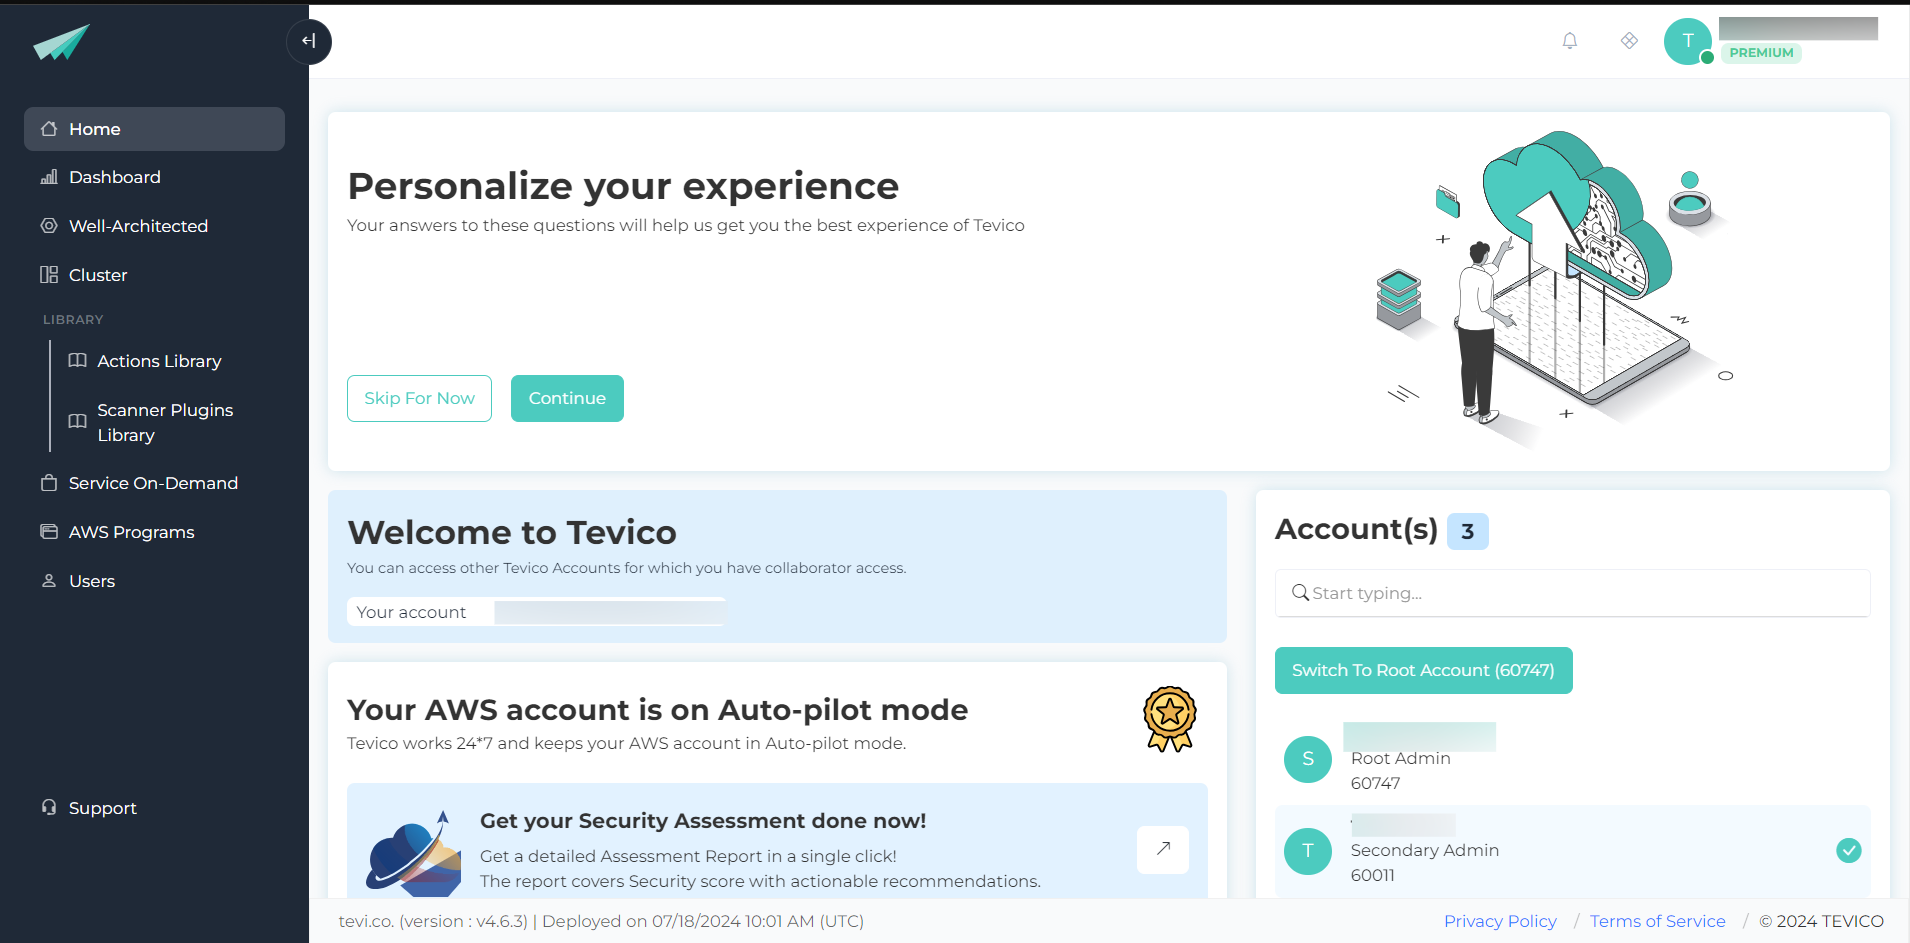 T
PREMIUM
Home
Dashboard
Well-Architected
Cluster
LIBRARY
Actions Library
Scanner Plugins
Library
Service On-Demand
AWS Programs
Users
Support
Personalize your experience
Your answers to these questions will help us get you the best experience of Tevico
Skip For Now
Continue
Welcome to Tevico
You can access other Tevico Accounts for which you have collaborator access.
Your account
Your AWS account is on Auto-pilot mode
Tevico works 24*7 and keeps your AWS account in Auto-pilot mode.
Get your Security Assessment done now!
Get a detailed Assessment Report in a single click!
The report covers Security score with actionable recommendations.
Account(s) 3
Start typing...
Switch To Root Account (60747)
S
Root Admin
60747
T
Secondary Admin
60011
tevi.co. (version : v4.6.3) | Deployed on 07/18/2024 10:01 AM (UTC)
Privacy Policy / Terms of Service / © 2024 TEVICO